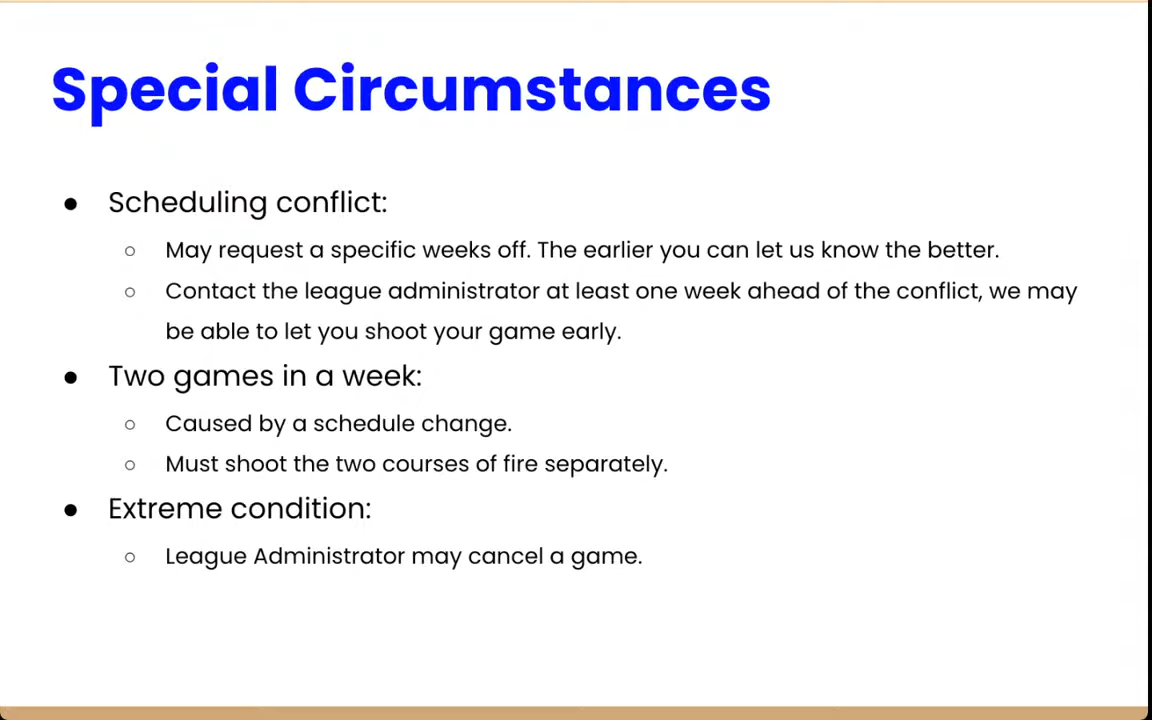 Special Circumstances
● Scheduling conflict:
○ May request a specific weeks off. The earlier you can let us know the better.
○ Contact the league administrator at least one week ahead of the conflict, we may
be able to let you shoot your game early.
● Two games in a week:
○ Caused by a schedule change.
○ Must shoot the two courses of fire separately.
● Extreme condition:
○ League Administrator may cancel a game.